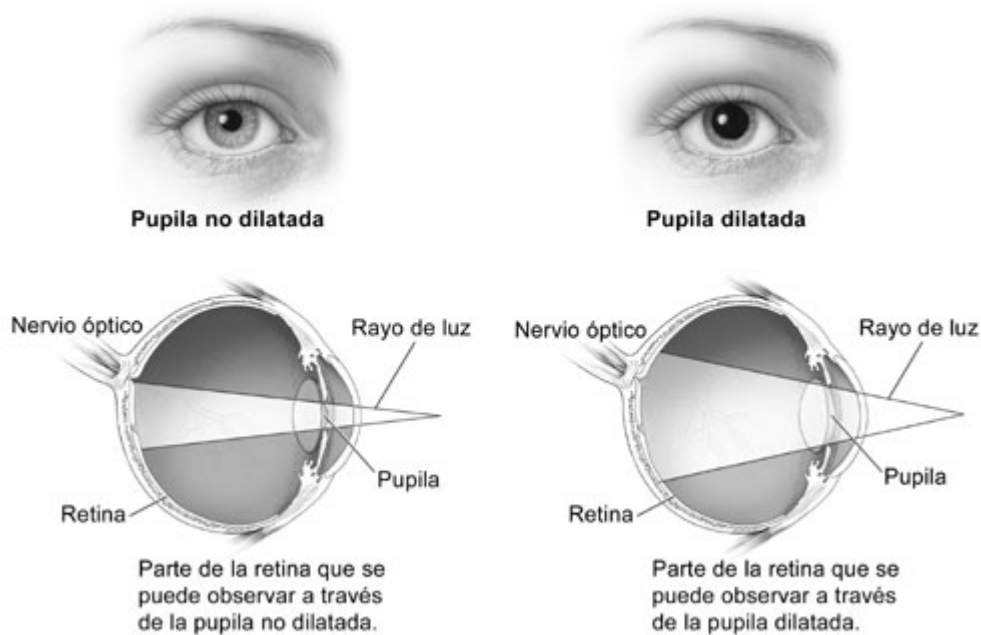 Pupila no dilatada
Pupila dilatada
Nervio óptico
Rayo de luz
Pupila
Retina
Parte de la retina que se
puede observar a través
de la pupila no dilatada.
Nervio óptico
Rayo de luz
Pupila
Retina
Parte de la retina que se
puede observar a través
de la pupila dilatada.